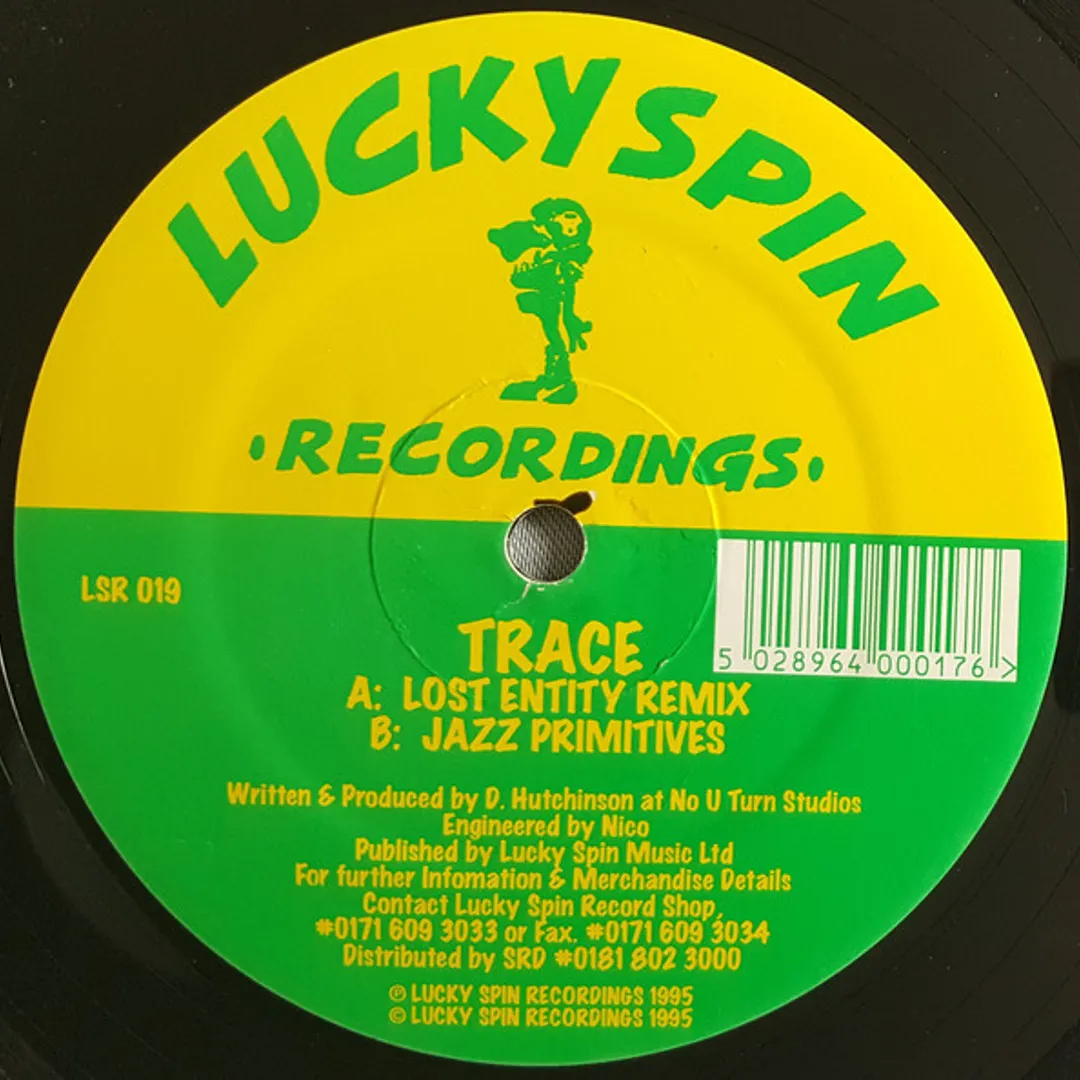 LUCKY SPIN
·RECORDINGS·
LSR 019
5 028964 000176 >
TRACE
A: LOST ENTITY REMIX
B: JAZZ PRIMITIVES
Written & Produced by D. Hutchinson at No U Turn Studios
Engineered by Nico
Published by Lucky Spin Music Ltd
For further Infomation & Merchandise Details
Contact Lucky Spin Record Shop,
#0171 609 3033 or Fax. #0171 609 3034
Distributed by SRD #0181 802 3000
℗ LUCKY SPIN RECORDINGS 1995
© LUCKY SPIN RECORDINGS 1995